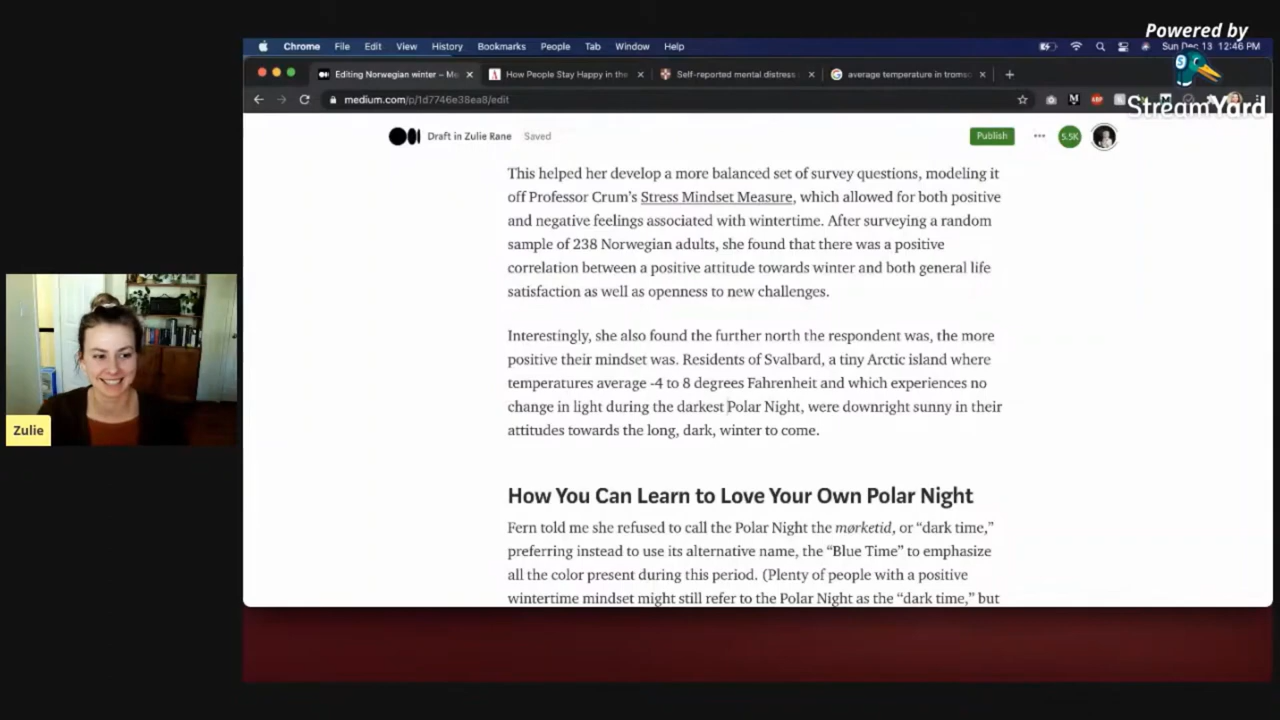 Powered by
StreamYard
Chrome File Edit View History Bookmarks People Tab Window Help
Sun Dec 13 12:46 PM
Editing Norwegian winter – Me
How People Stay Happy in the
Self-reported mental distress
average temperature in tromso
medium.com/p/1d7746e38ea8/edit
Draft in Zulie Rane Saved
Publish
5.5K
This helped her develop a more balanced set of survey questions, modeling it
off Professor Crum’s Stress Mindset Measure, which allowed for both positive
and negative feelings associated with wintertime. After surveying a random
sample of 238 Norwegian adults, she found that there was a positive
correlation between a positive attitude towards winter and both general life
satisfaction as well as openness to new challenges.
Interestingly, she also found the further north the respondent was, the more
positive their mindset was. Residents of Svalbard, a tiny Arctic island where
temperatures average -4 to 8 degrees Fahrenheit and which experiences no
change in light during the darkest Polar Night, were downright sunny in their
attitudes towards the long, dark, winter to come.
How You Can Learn to Love Your Own Polar Night
Fern told me she refused to call the Polar Night the mørketid, or “dark time,”
preferring instead to use its alternative name, the “Blue Time” to emphasize
all the color present during this period. (Plenty of people with a positive
wintertime mindset might still refer to the Polar Night as the “dark time,” but
Zulie